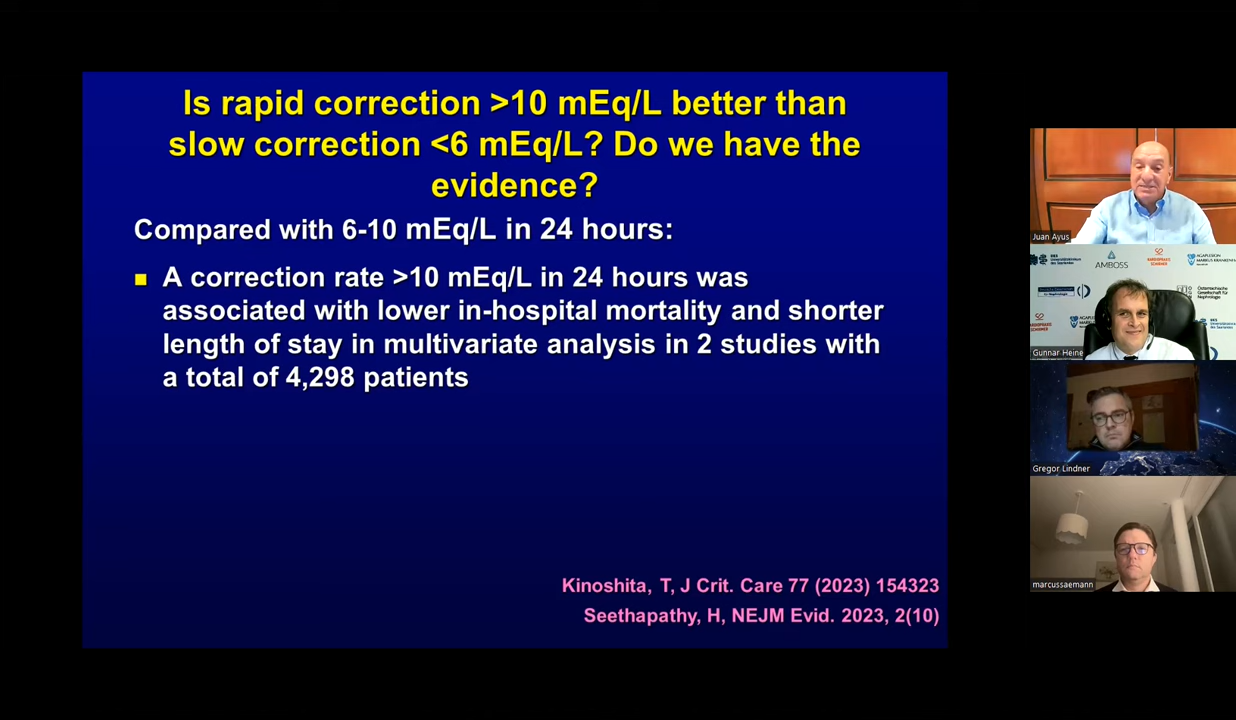 Is rapid correction >10 mEq/L better than
slow correction <6 mEq/L? Do we have the
evidence?
Compared with 6-10 mEq/L in 24 hours:
A correction rate >10 mEq/L in 24 hours was
associated with lower in-hospital mortality and shorter
length of stay in multivariate analysis in 2 studies with
a total of 4,298 patients
Kinoshita, T, J Crit. Care 77 (2023) 154323
Seethapathy, H, NEJM Evid. 2023, 2(10)
Juan Ayus
AMBOSS
Gunnar Heine
Gregor Lindner
marcussaemann